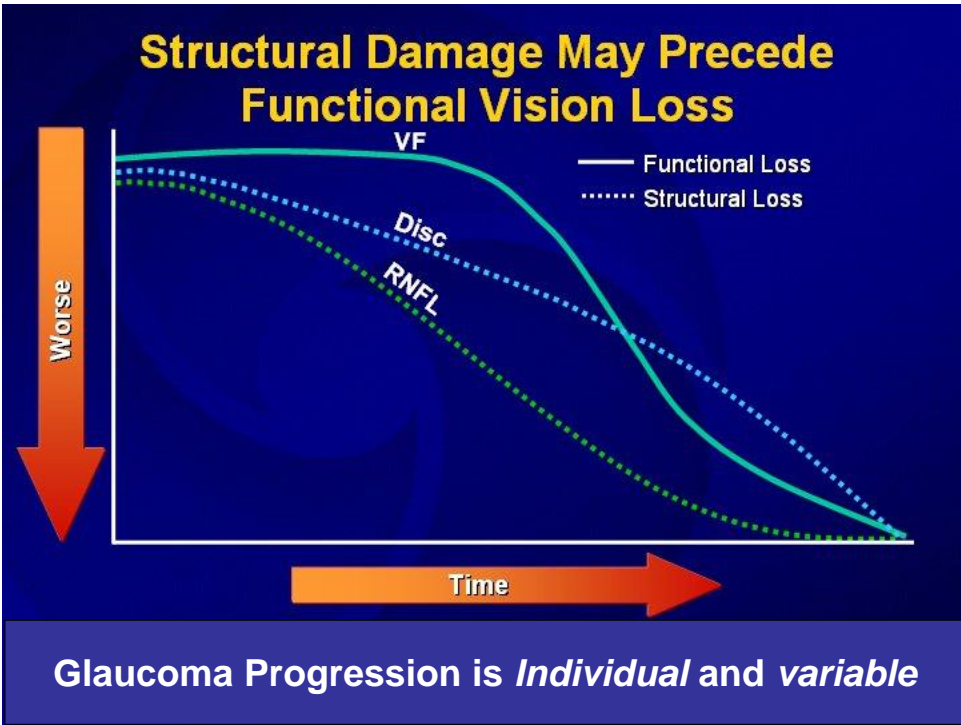 Structural Damage May Precede
Functional Vision Loss
VF
Functional Loss
Structural Loss
Disc
RNFL
Worse
Time
Glaucoma Progression is Individual and variable